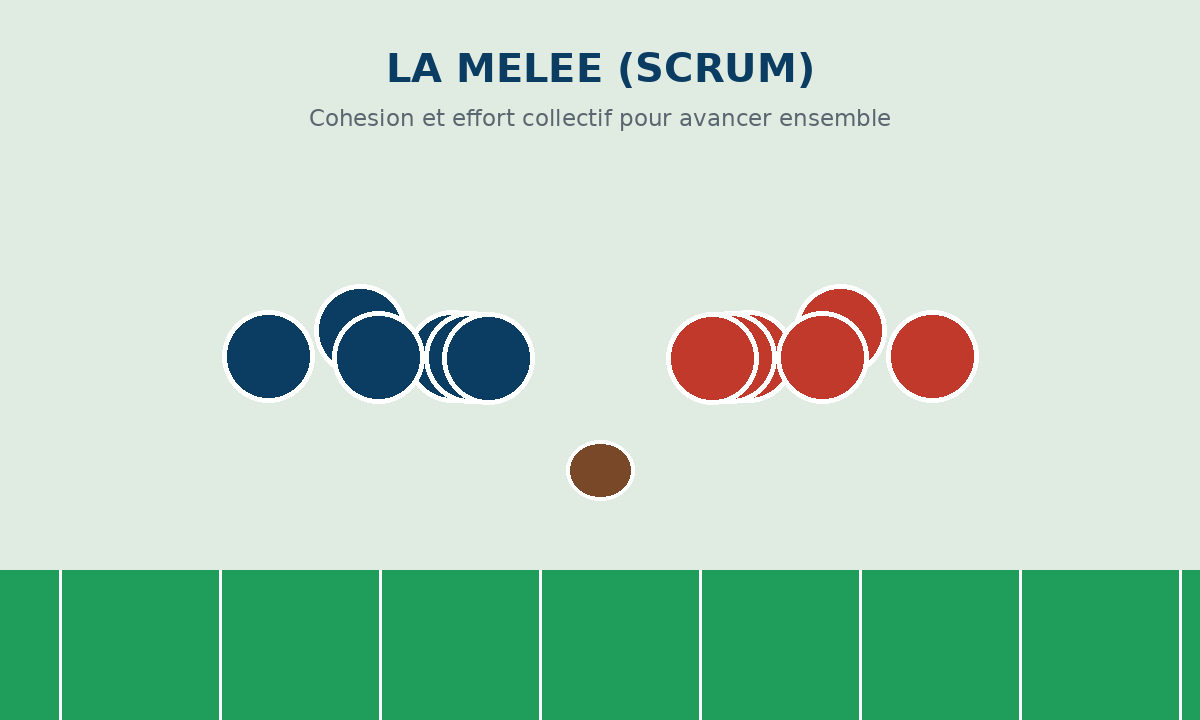 LA MELEE (SCRUM)
Cohesion et effort collectif pour avancer ensemble